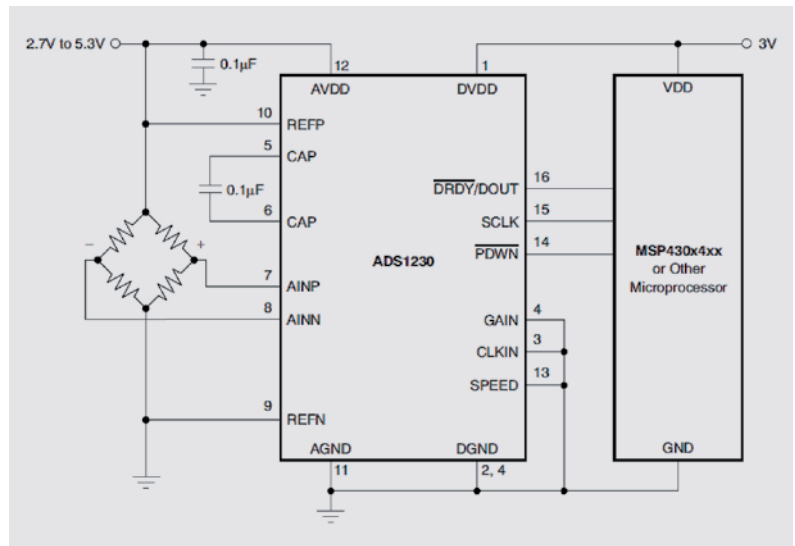 2.7V to 5.3V
3V
0.1µF
12
1
AVDD
DVDD
VDD
10
REFP
5
CAP
0.1µF
6
CAP
DRDY/DOUT
16
SCLK
15
PDWN
14
ADS1230
MSP430x4xx
or Other
Microprocessor
−
+
7
AINP
8
AINN
GAIN
4
CLKIN
3
SPEED
13
9
REFN
AGND
DGND
GND
11
2, 4